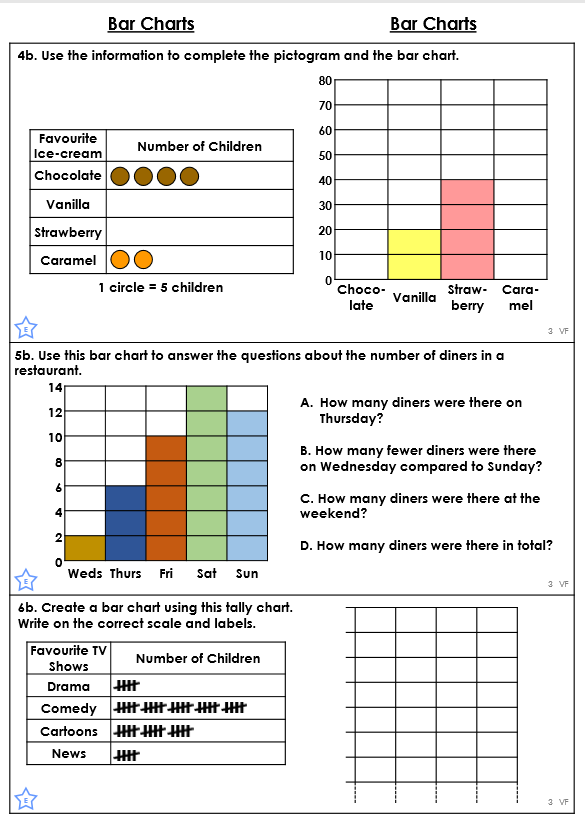 Bar Charts
Bar Charts
4b. Use the information to complete the pictogram and the bar chart.
Favourite
Ice-cream
Number of Children
Chocolate
Vanilla
Strawberry
Caramel
1 circle = 5 children
80
70
60
50
40
30
20
10
0
Choco-
late
Vanilla
Straw-
berry
Cara-
mel
E
3 VF
5b. Use this bar chart to answer the questions about the number of diners in a
restaurant.
14
12
10
8
6
4
2
0
Weds Thurs Fri Sat Sun
A. How many diners were there on
Thursday?
B. How many fewer diners were there
on Wednesday compared to Sunday?
C. How many diners were there at the
weekend?
D. How many diners were there in total?
E
3 VF
6b. Create a bar chart using this tally chart.
Write on the correct scale and labels.
Favourite TV
Shows
Number of Children
Drama
Comedy
Cartoons
News
E
3 VF